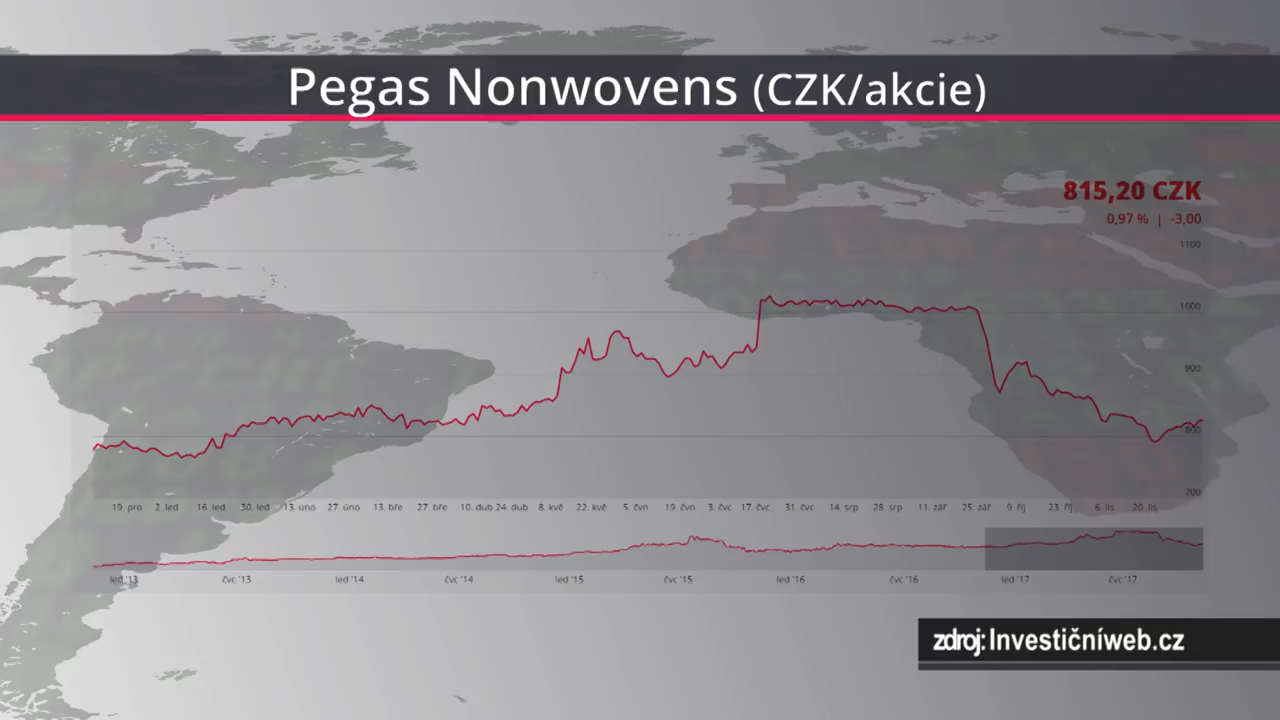 Pegas Nonwovens (CZK/akcie)
815,20 CZK
0,97 % | -3,00
1100
1000
900
800
700
19. pro 2. led 16. led 30. led 13. úno 27. úno 13. bře 27. bře 10. dub 24. dub 8. kvě 22. kvě 5. čvn 19. čvn 3. čvc 17. čvc 31. čvc 14. srp 28. srp 11. zář 25. zář 9. říj 23. říj 6. lis 20. lis
led '13 čvc '13 led '14 čvc '14 led '15 čvc '15 led '16 čvc '16 led '17 čvc '17
zdroj: Investičníweb.cz